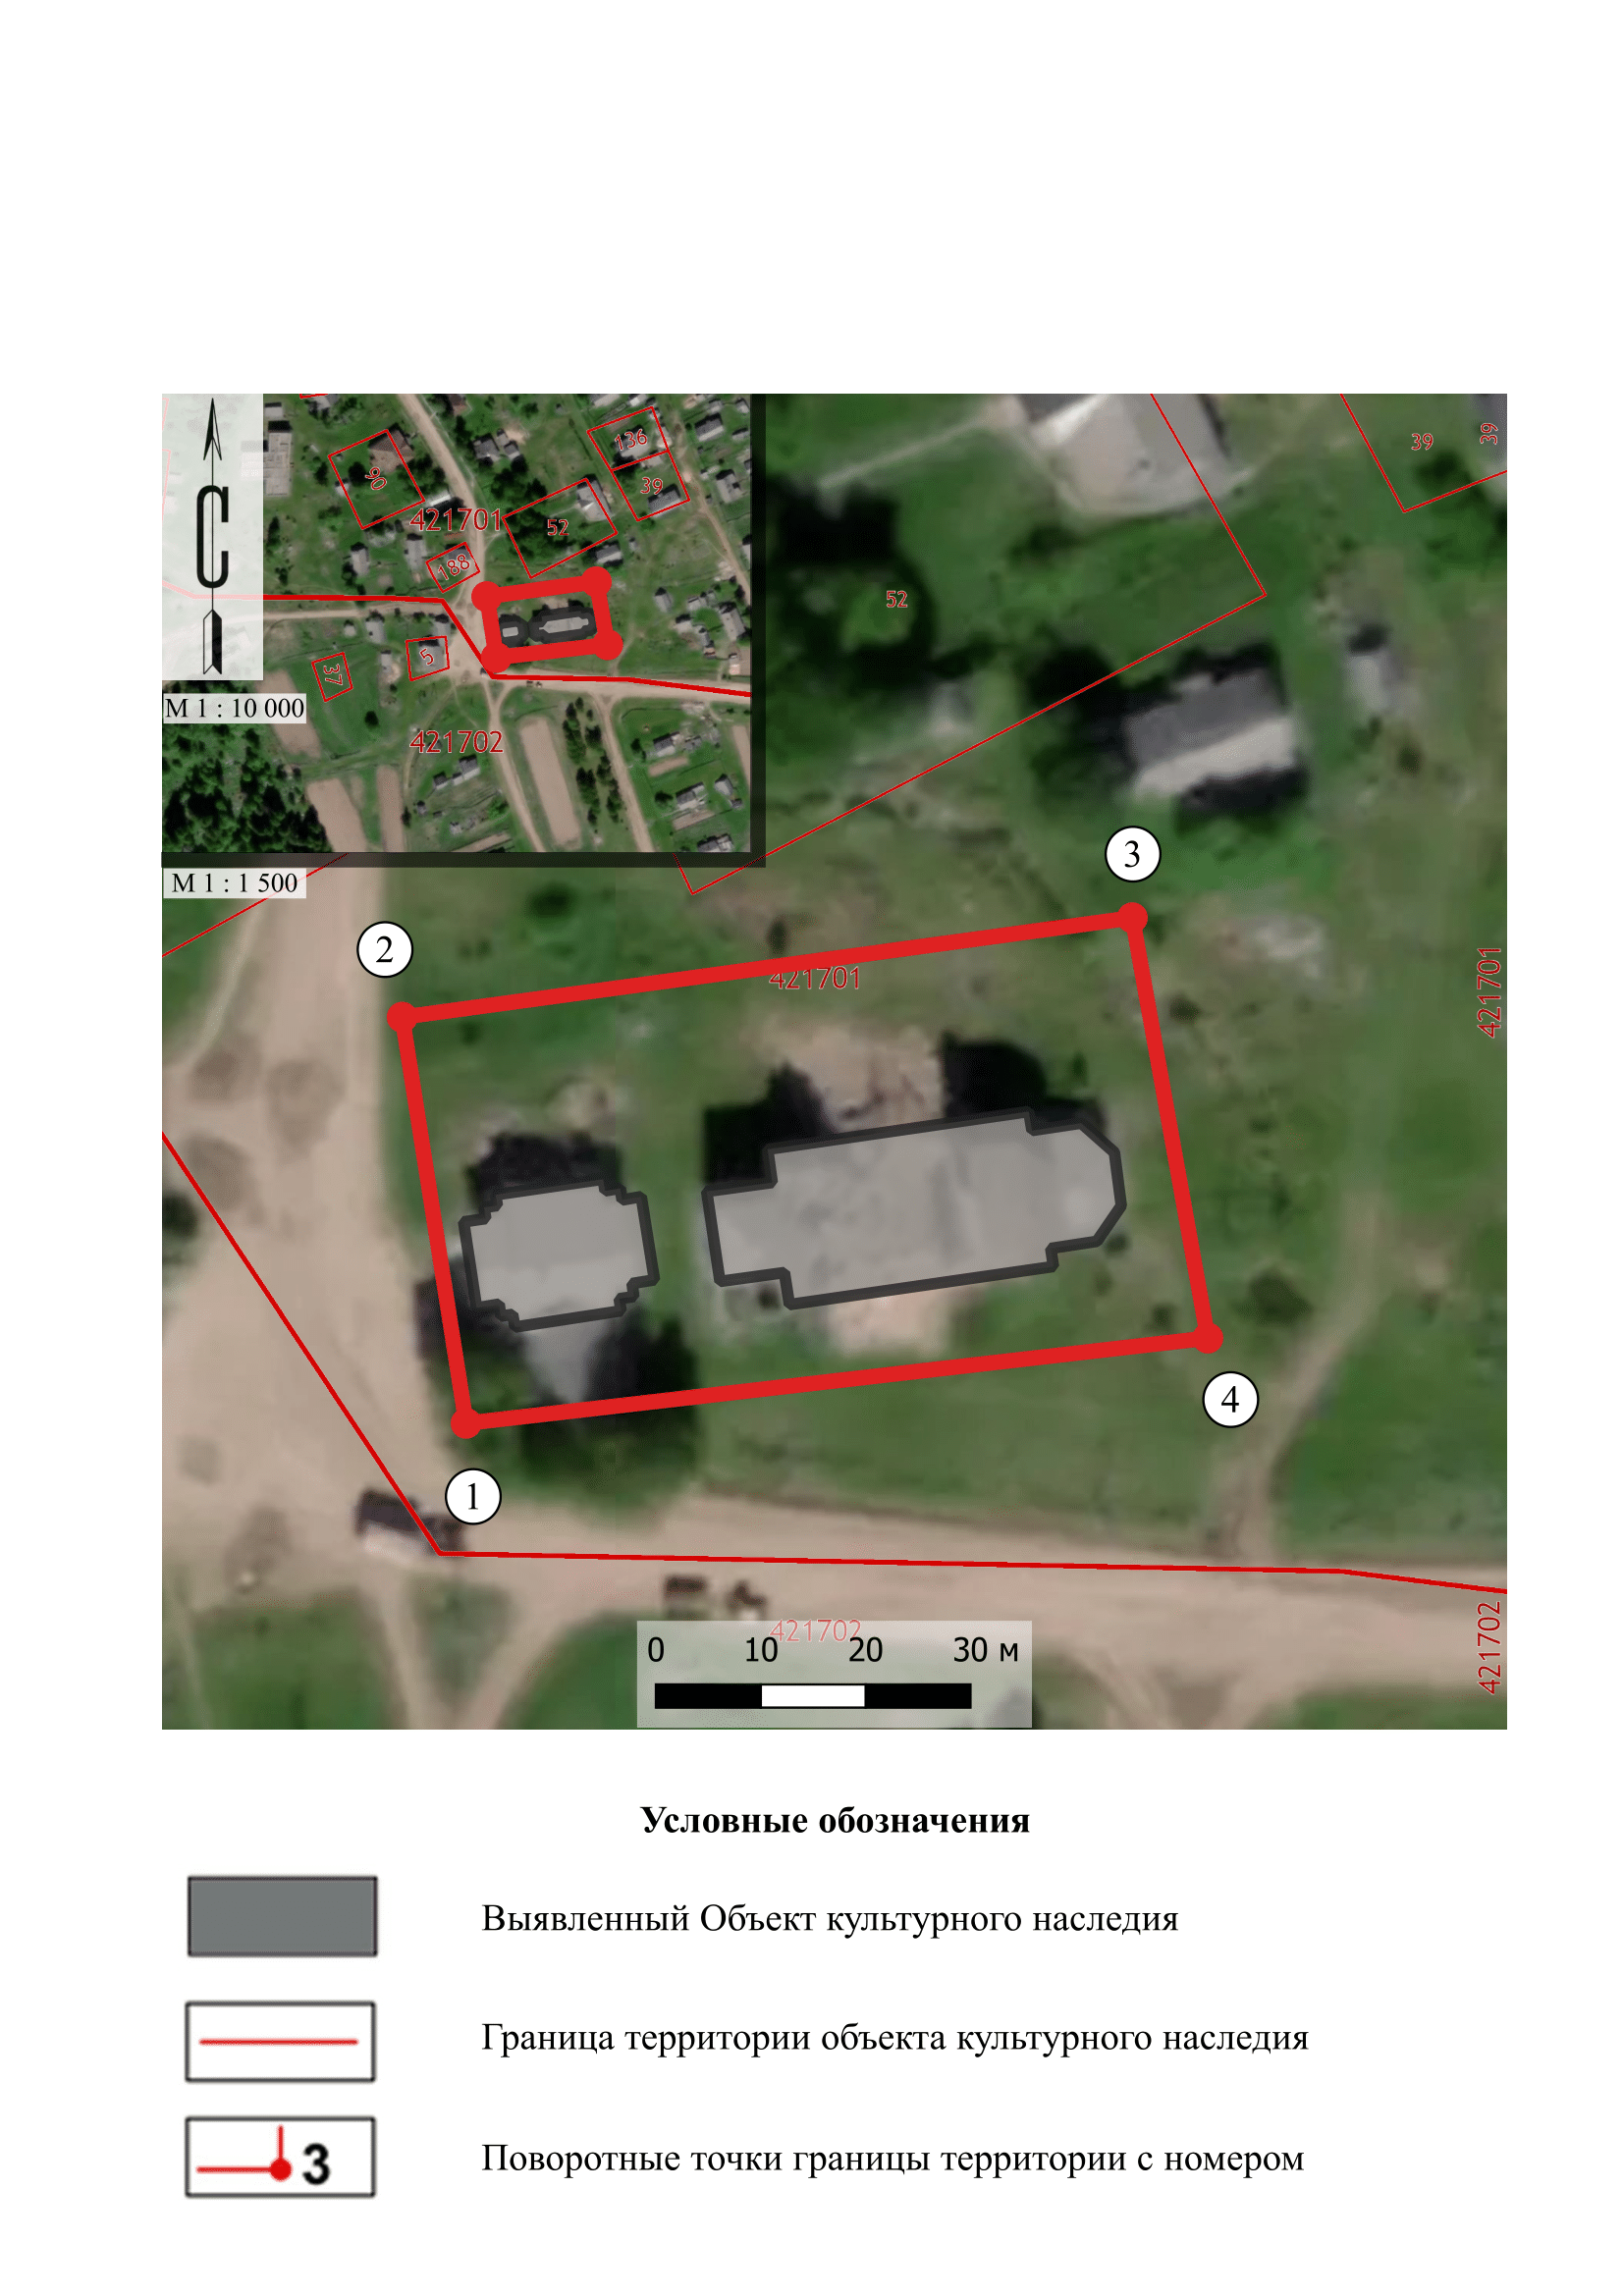 С
М 1 : 10 000
90
421701
136
39
52
188
5
37
421702
М 1 : 1 500
39
39
52
3
2
421701
421701
4
1
421702
421702
0 10 20 30 м
Условные обозначения
Выявленный Объект культурного наследия
Граница территории объекта культурного наследия
3
Поворотные точки границы территории с номером